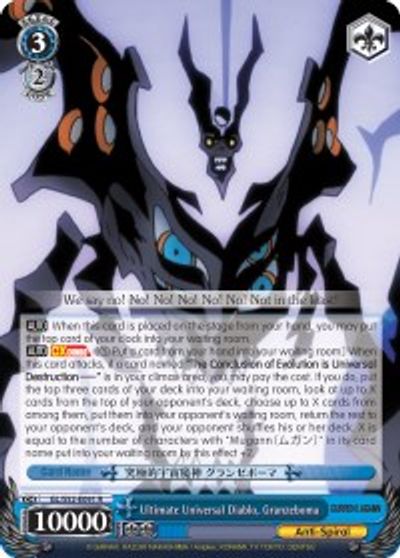 3
2
We say no! No! No! No! No! No! Not in the least!
When this card is placed on the stage from your hand, you may put
the top card of your clock into your waiting room.
Put a card from your hand into your waiting room] When
this card attacks, if a card named "The Conclusion of Evolution is Universal
Destruction──" is in your climax area, you may pay the cost. If you do, put
the top three cards of your deck into your waiting room, look at up to X
cards from the top of your opponent's deck, choose up to X cards from
among them, put them into your opponent's waiting room, return the rest to
your opponent's deck, and your opponent shuffles his or her deck. X is
equal to the number of characters with "Mugann [ムガン]" in its card
name put into your waiting room by this effect +2.
Card Name
究極的宇宙魔神 グランゼボーマ
10000
Ultimate Universal Diablo, Granzeboma
Anti-Spiral